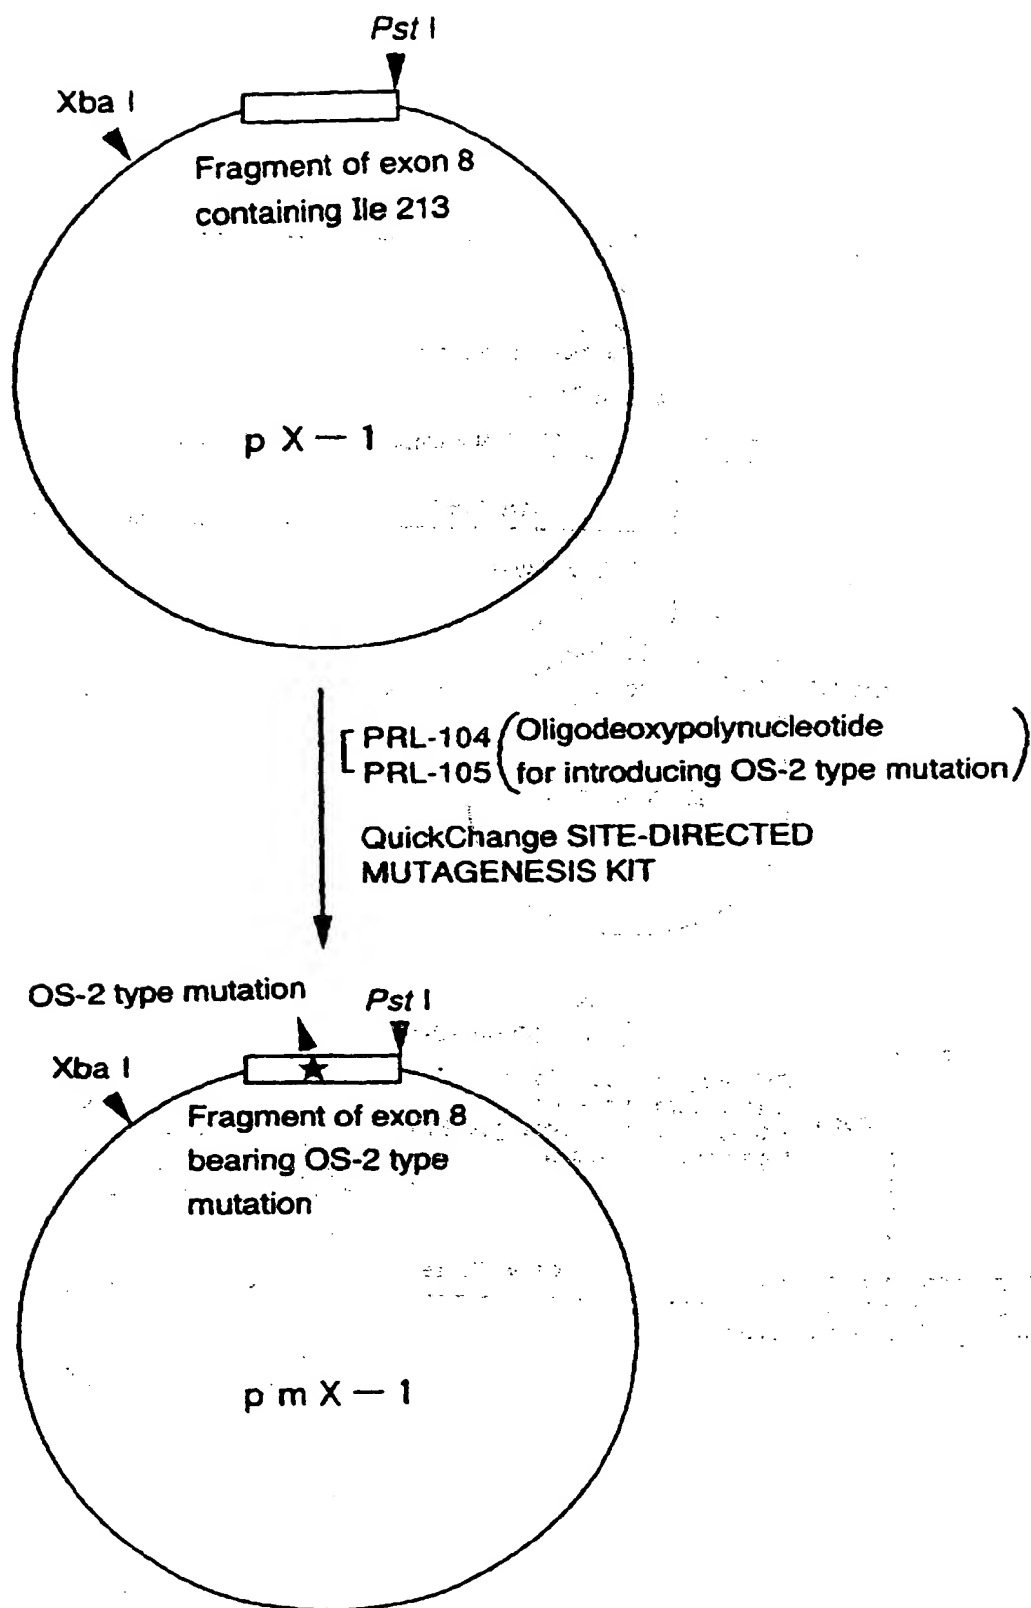 Pst I
Xba I
Fragment of exon 8
containing Ile 213
p X — 1
PRL-104 (Oligodeoxypolynucleotide
PRL-105 for introducing OS-2 type mutation)
QuickChange SITE-DIRECTED
MUTAGENESIS KIT
OS-2 type mutation
Pst I
Xba I
Fragment of exon 8
bearing OS-2 type
mutation
p m X — 1